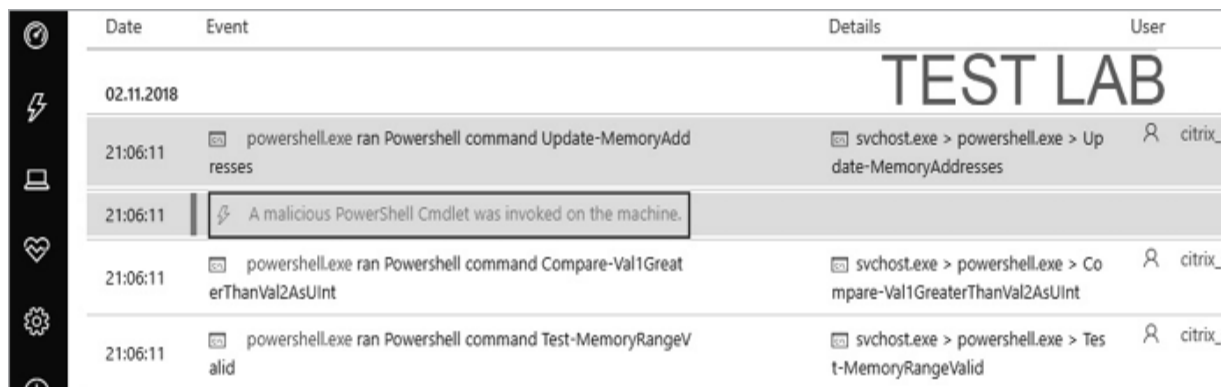 Date Event Details User
TEST LAB
02.11.2018
21:06:11 powershell.exe ran Powershell command Update-MemoryAdd
resses
svchost.exe > powershell.exe > Up
date-MemoryAddresses
citrix_
21:06:11 A malicious PowerShell Cmdlet was invoked on the machine.
21:06:11 powershell.exe ran Powershell command Compare-Val1Great
erThanVal2AsUInt
svchost.exe > powershell.exe > Co
mpare-Val1GreaterThanVal2AsUInt
citrix_
21:06:11 powershell.exe ran Powershell command Test-MemoryRangeV
alid
svchost.exe > powershell.exe > Tes
t-MemoryRangeValid
citrix_